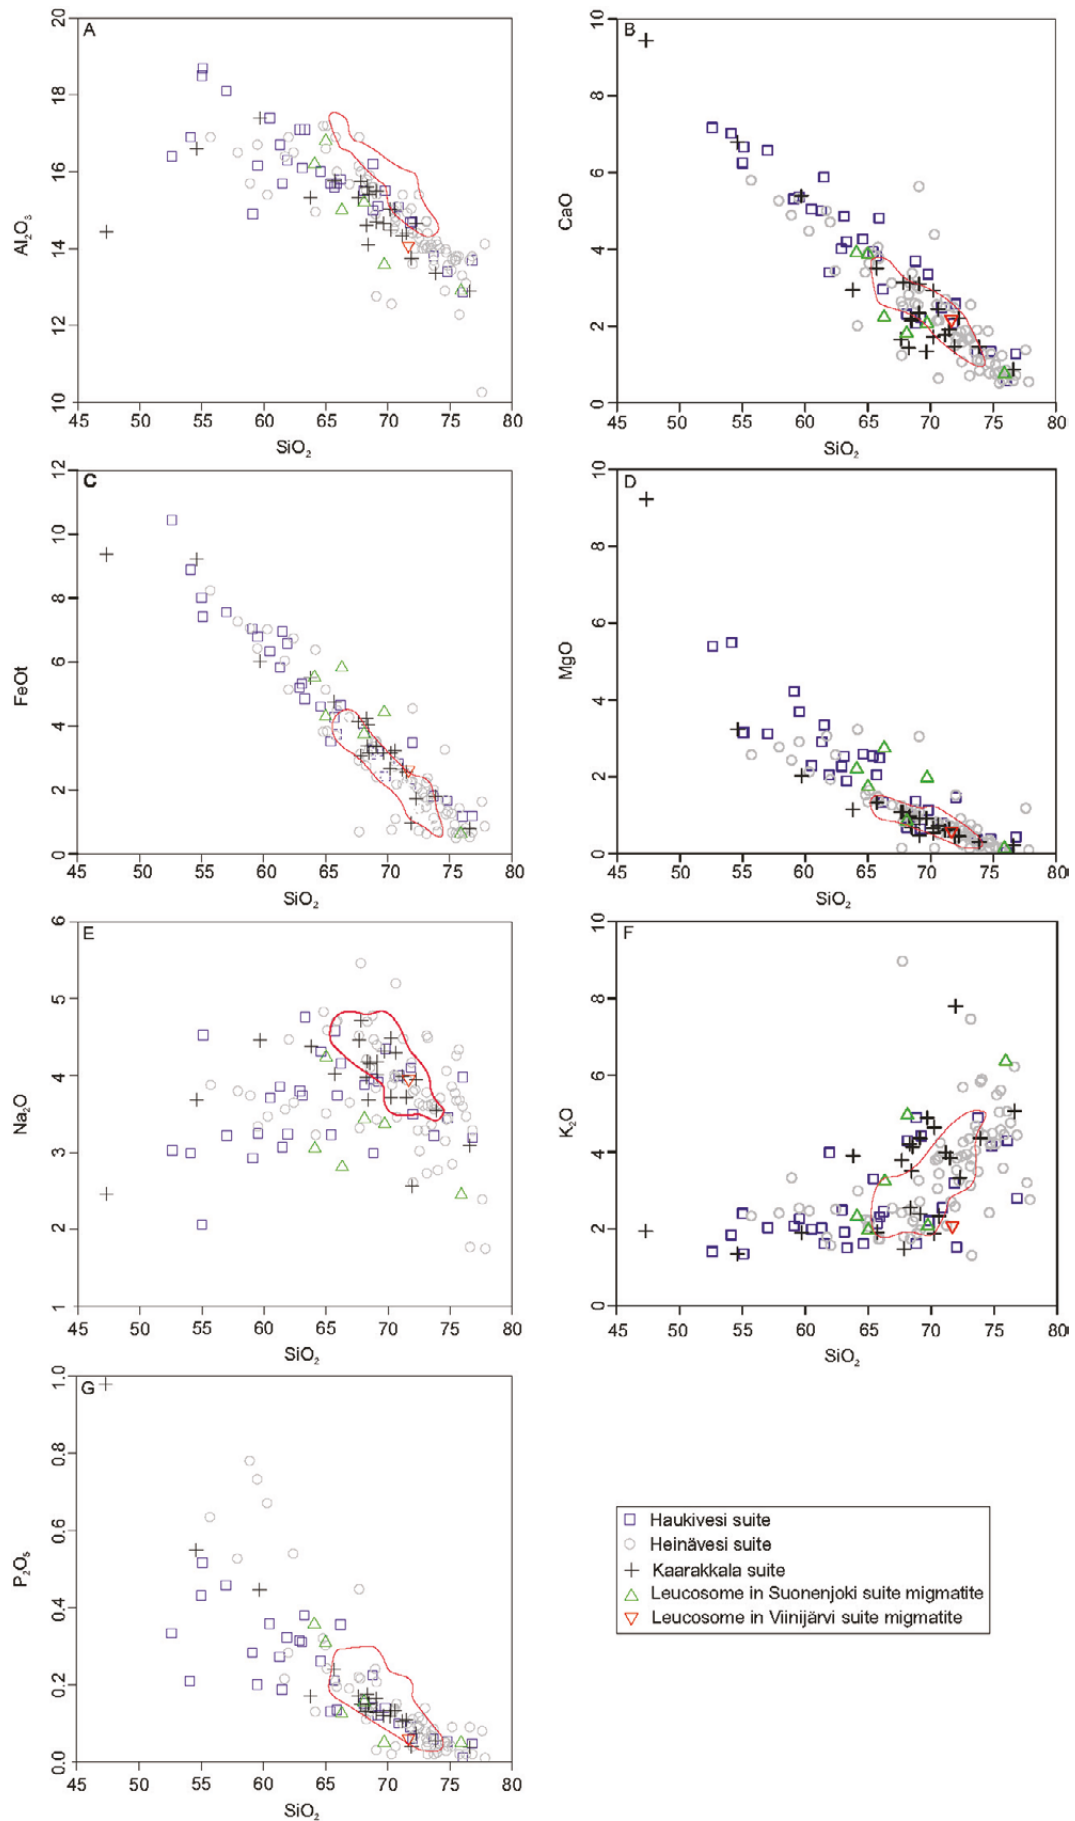 A
Al₂O₃
20
18
16
14
12
10
45 50 55 60 65 70 75 80
SiO₂
B
CaO
10
8
6
4
2
0
45 50 55 60 65 70 75 80
SiO₂
C
FeOt
12
10
8
6
4
2
0
45 50 55 60 65 70 75 80
SiO₂
D
MgO
10
8
6
4
2
0
45 50 55 60 65 70 75 80
SiO₂
E
Na₂O
6
5
4
3
2
1
45 50 55 60 65 70 75 80
SiO₂
F
K₂O
10
8
6
4
2
0
45 50 55 60 65 70 75 80
SiO₂
G
P₂O₅
1.0
0.8
0.6
0.4
0.2
0.0
45 50 55 60 65 70 75 80
SiO₂
Haukivesi suite
Heinävesi suite
Kaarakkala suite
Leucosome in Suonenjoki suite migmatite
Leucosome in Viinijärvi suite migmatite